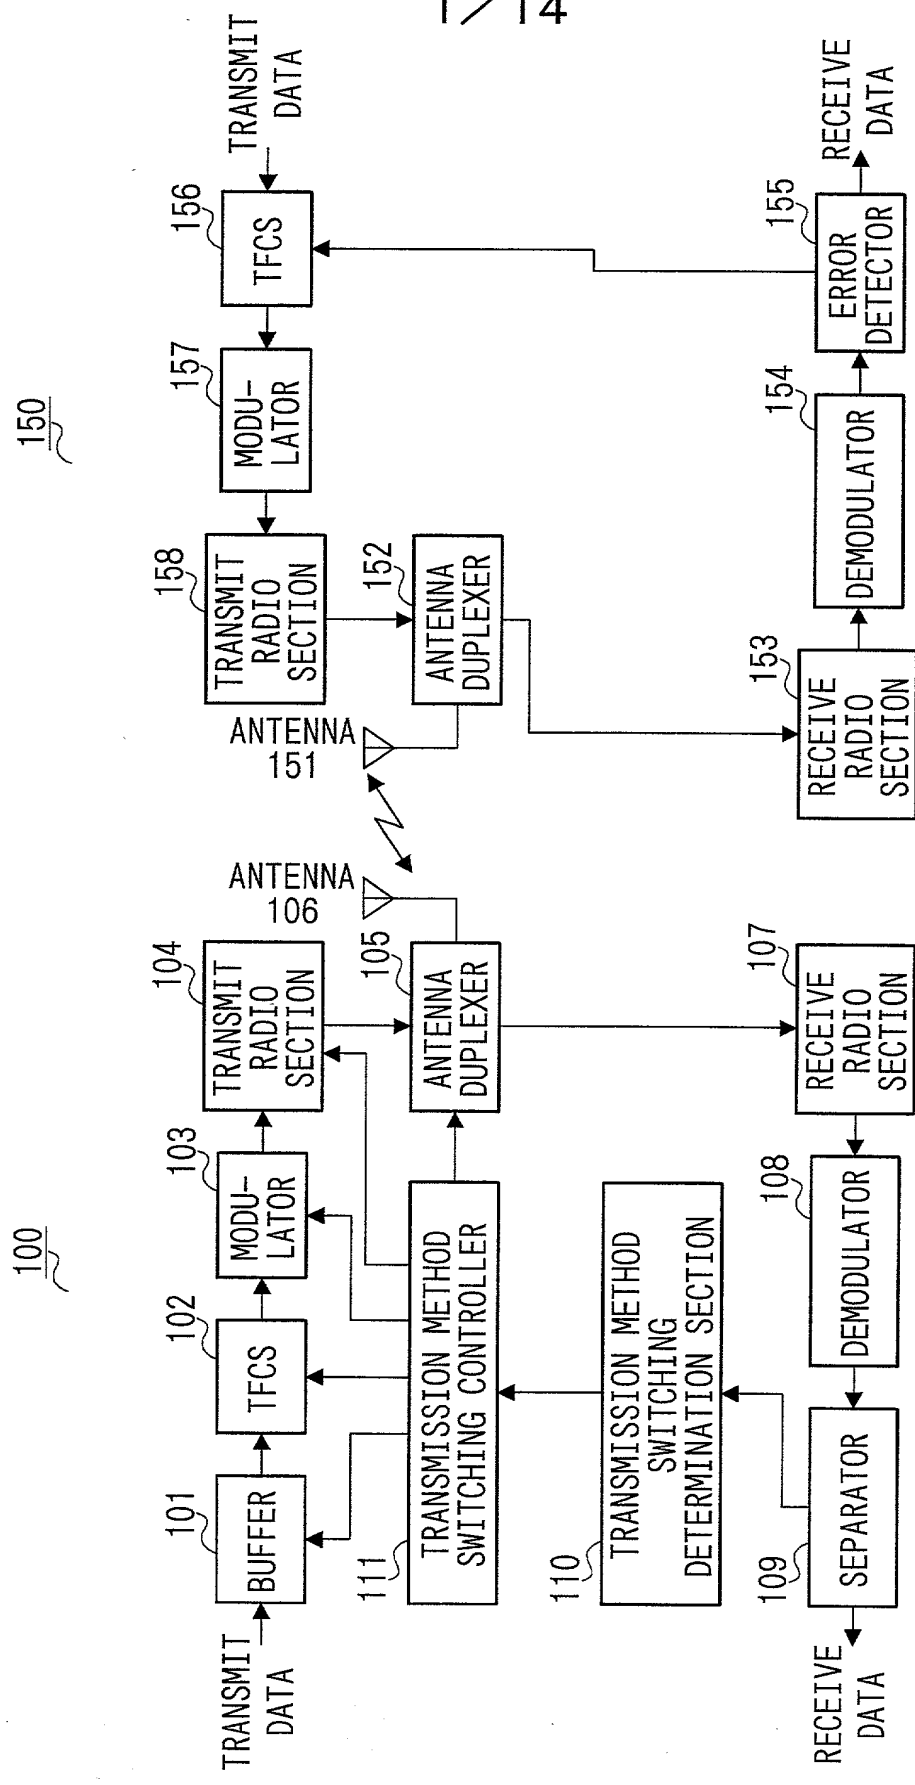 1/14
100
TRANSMIT
DATA
101
BUFFER
102
TFCS
103
MODU-
LATOR
104
TRANSMIT
RADIO
SECTION
ANTENNA
106
105
ANTENNA
DUPLEXER
111
TRANSMISSION METHOD
SWITCHING CONTROLLER
110
TRANSMISSION METHOD
SWITCHING
DETERMINATION SECTION
107
RECEIVE
RADIO
SECTION
108
DEMODULATOR
109
SEPARATOR
RECEIVE
DATA
150
ANTENNA
151
158
TRANSMIT
RADIO
SECTION
157
MODU-
LATOR
156
TFCS
TRANSMIT
DATA
152
ANTENNA
DUPLEXER
153
RECEIVE
RADIO
SECTION
154
DEMODULATOR
155
ERROR
DETECTOR
RECEIVE
DATA